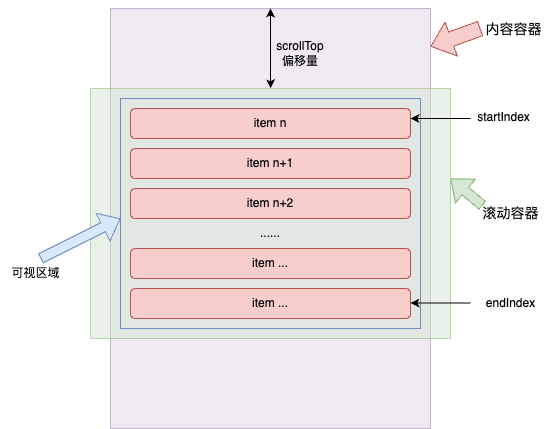 内容容器
scrollTop
偏移量
item n
startIndex
item n+1
item n+2
滚动容器
......
可视区域
item ...
item ...
endIndex